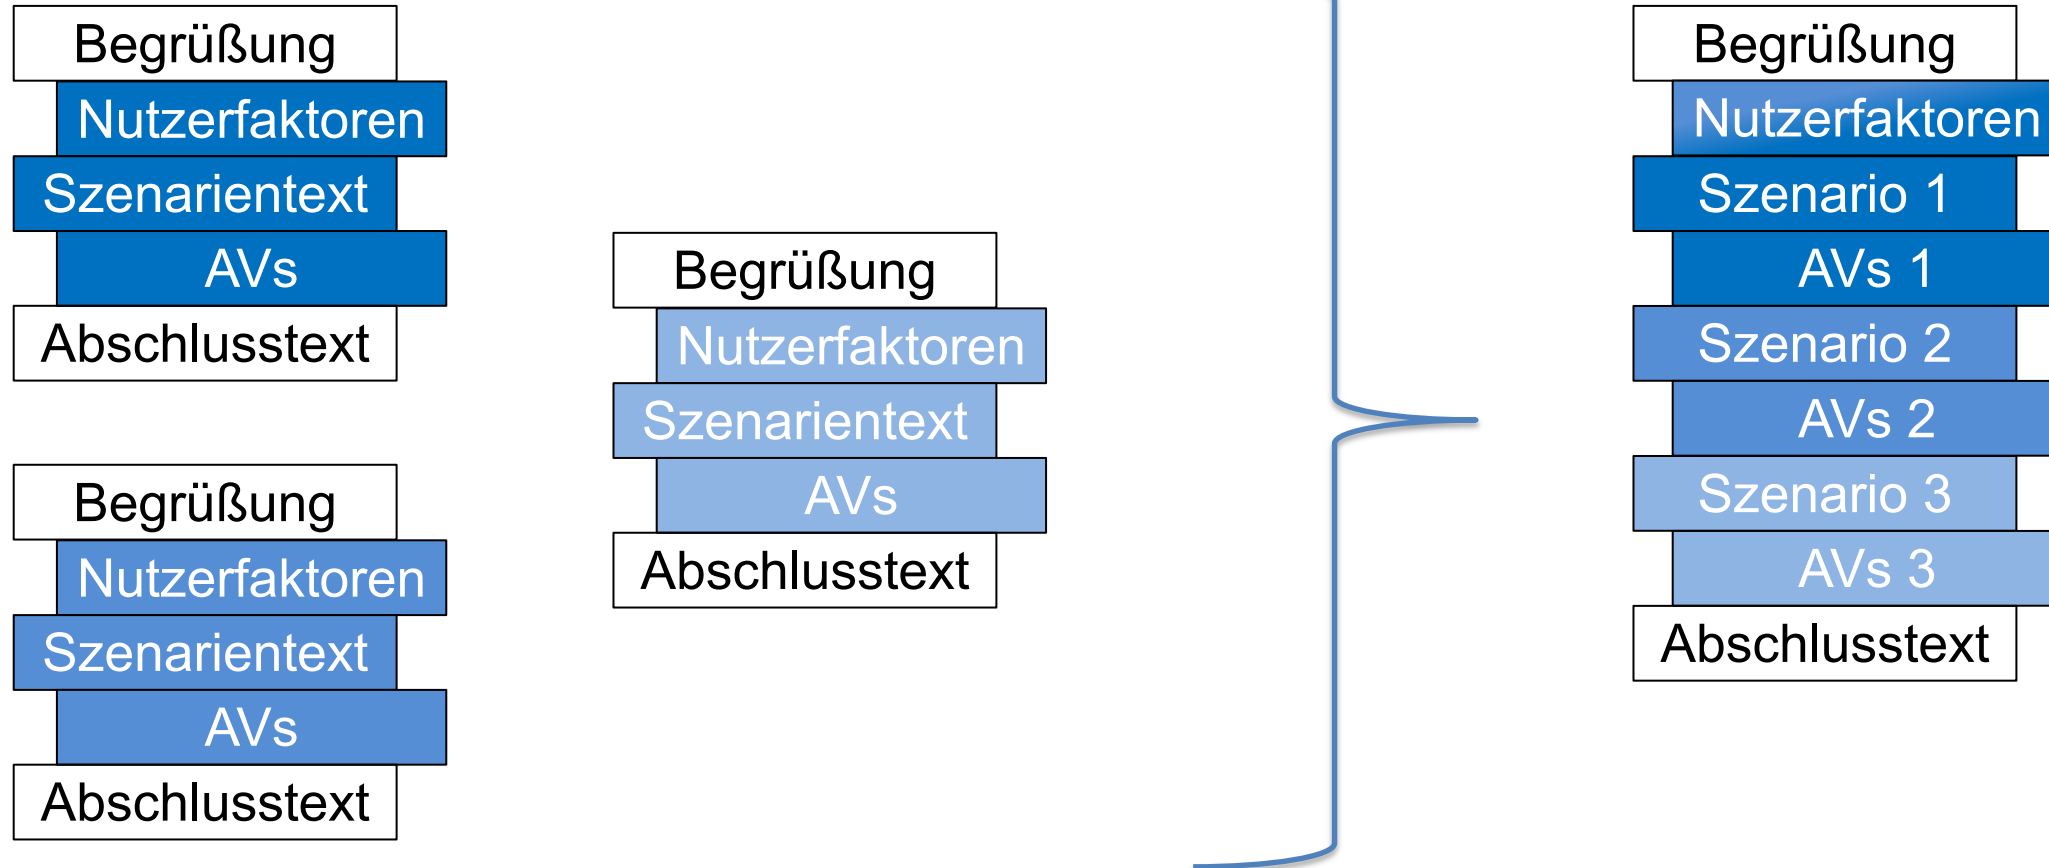 Begrüßung
Nutzerfaktoren
Szenarientext
AVs
Abschlusstext
Begrüßung
Nutzerfaktoren
Szenarientext
AVs
Abschlusstext
Begrüßung
Nutzerfaktoren
Szenarientext
AVs
Abschlusstext
Begrüßung
Nutzerfaktoren
Szenario 1
AVs 1
Szenario 2
AVs 2
Szenario 3
AVs 3
Abschlusstext